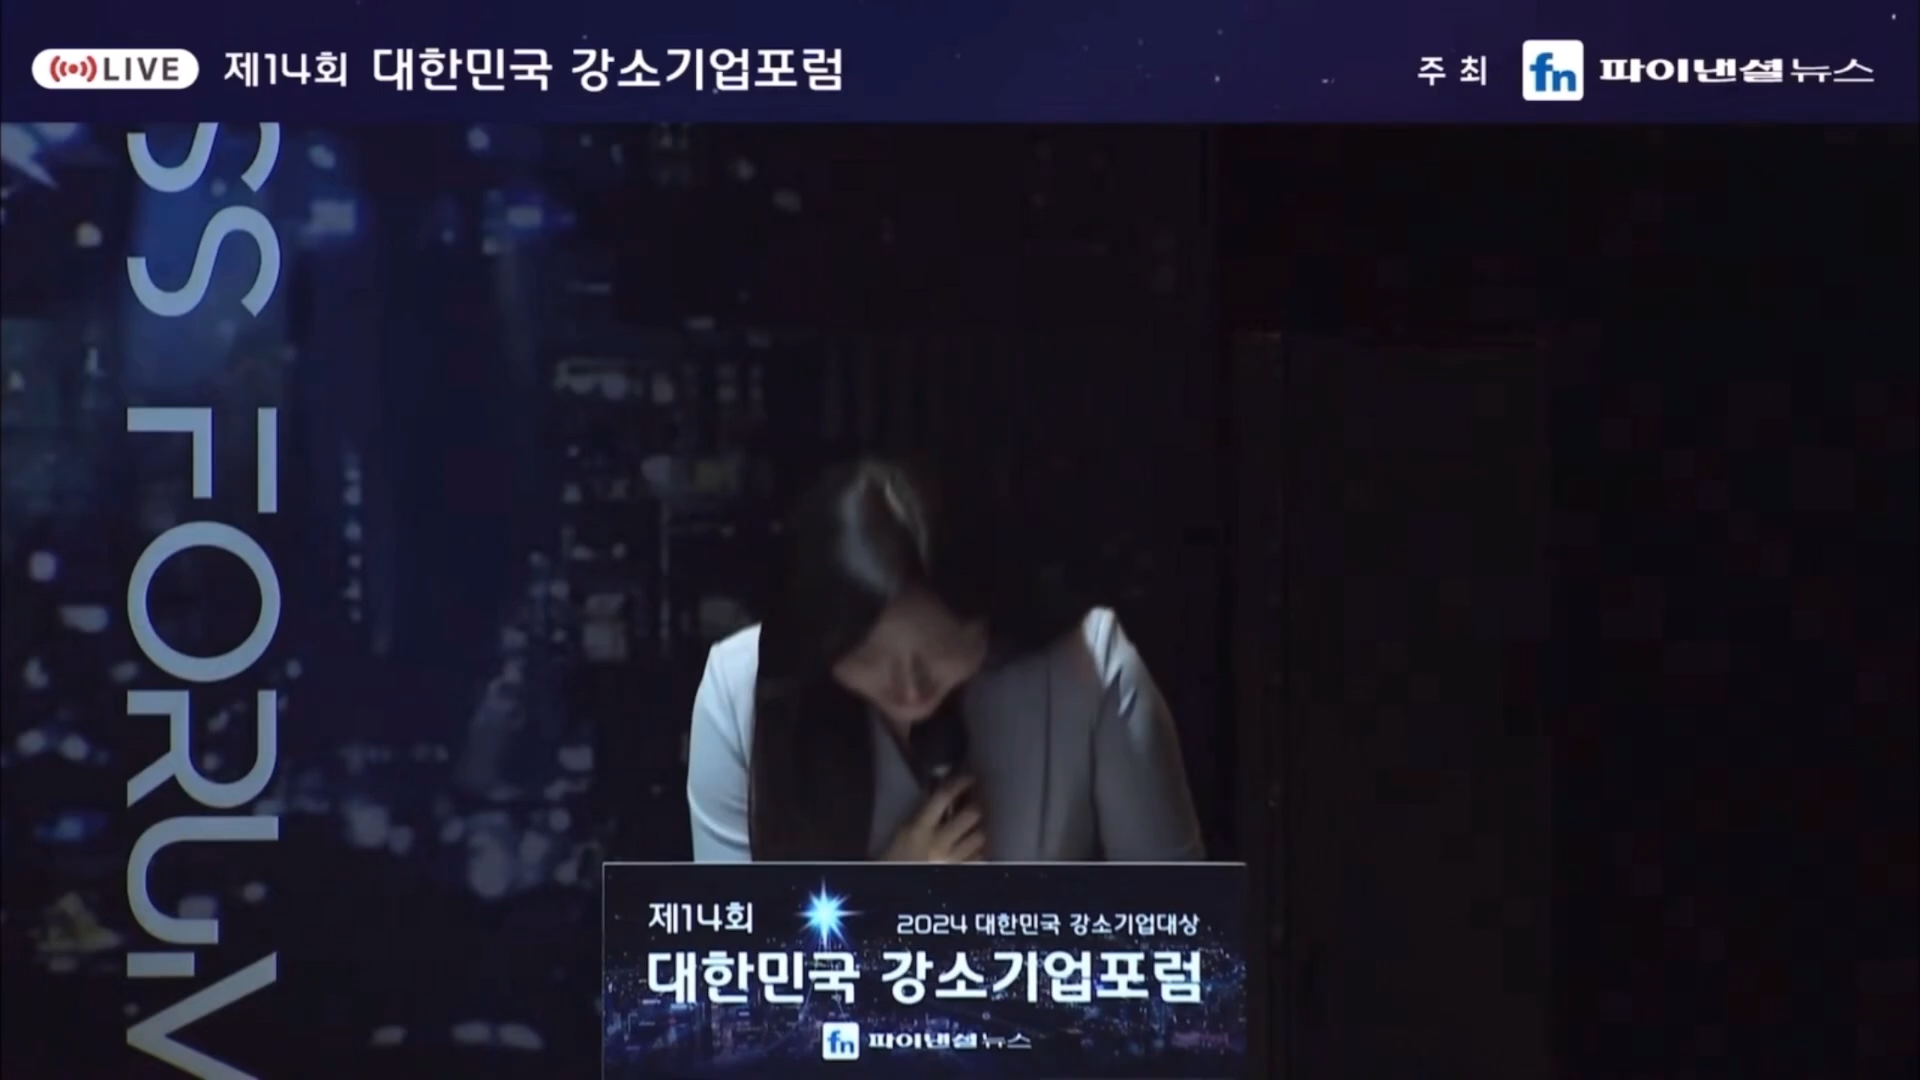 LIVE 제14회 대한민국 강소기업포럼
주최 fn 파이낸셜뉴스
SS FORUM
제14회
2024 대한민국 강소기업대상
대한민국 강소기업포럼
fn 파이낸셜뉴스